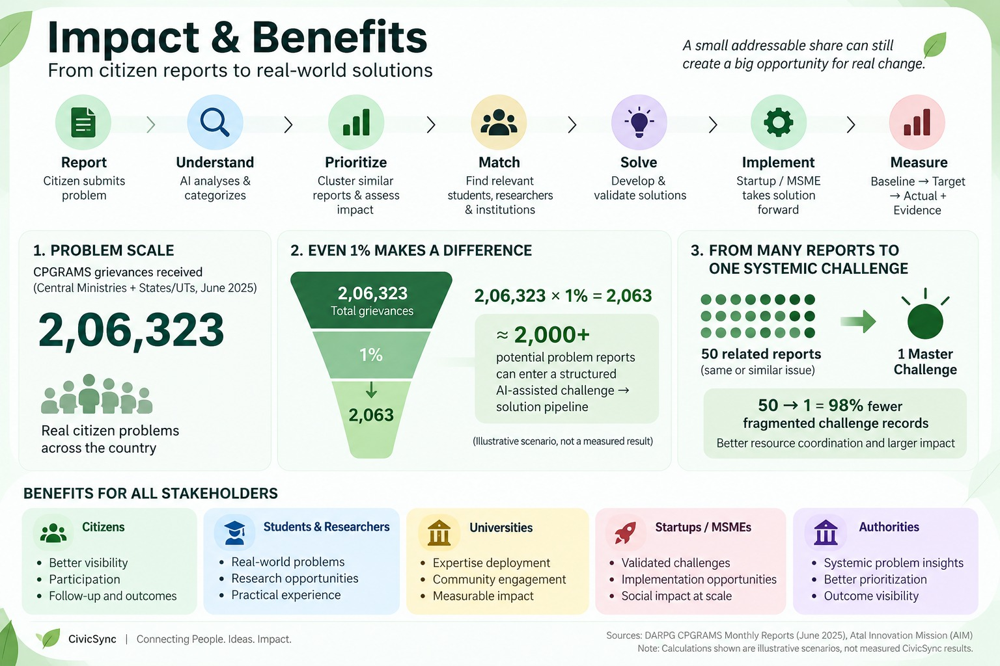 Impact & Benefits
From citizen reports to real-world solutions
A small addressable share can still
create a big opportunity for real change.
Report
Citizen submits
problem
Understand
AI analyses &
categorizes
Prioritize
Cluster similar
reports & assess
impact
Match
Find relevant
students, researchers
& institutions
Solve
Develop &
validate solutions
Implement
Startup / MSME
takes solution
forward
Measure
Baseline → Target
→ Actual +
Evidence
1. PROBLEM SCALE
CPGRAMS grievances received
(Central Ministries + States/UTs, June 2025)
2,06,323
Real citizen problems
across the country
2. EVEN 1% MAKES A DIFFERENCE
2,06,323
Total grievances
1%
2,063
2,06,323 × 1% = 2,063
≈ 2,000+
potential problem reports
can enter a structured
AI-assisted challenge →
solution pipeline
(Illustrative scenario, not a measured result)
3. FROM MANY REPORTS TO
ONE SYSTEMIC CHALLENGE
50 related reports
(same or similar issue)
1 Master
Challenge
50 → 1 = 98% fewer
fragmented challenge records
Better resource coordination and larger impact
BENEFITS FOR ALL STAKEHOLDERS
Citizens
• Better visibility
• Participation
• Follow-up and outcomes
Students & Researchers
• Real-world problems
• Research opportunities
• Practical experience
Universities
• Expertise deployment
• Community engagement
• Measurable impact
Startups / MSMEs
• Validated challenges
• Implementation opportunities
• Social impact at scale
Authorities
• Systemic problem insights
• Better prioritization
• Outcome visibility
CivicSync | Connecting People. Ideas. Impact.
Sources: DARPG CPGRAMS Monthly Reports (June 2025), Atal Innovation Mission (AIM)
Note: Calculations shown are illustrative scenarios, not measured CivicSync results.